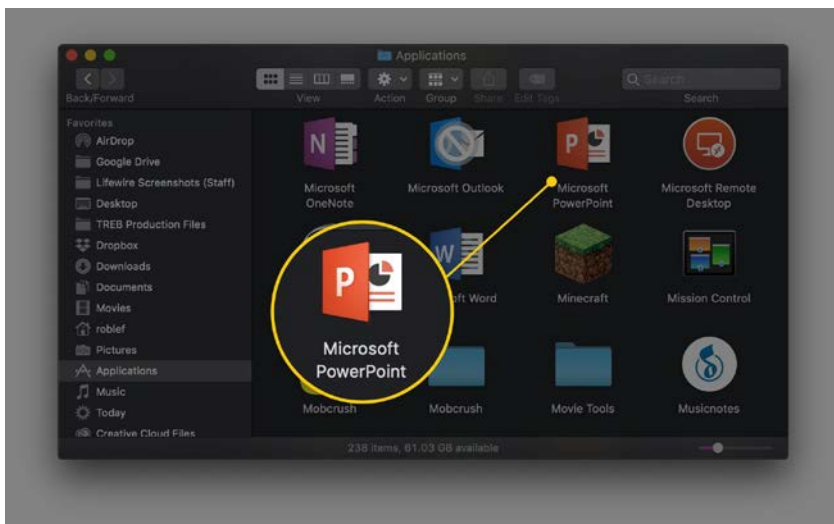 Applications
Back/Forward
View
Action
Group
Share
Edit Tags
Search
Search
Favorites
AirDrop
Google Drive
Lifewire Screenshots (Staff)
Desktop
TREB Production Files
Dropbox
Downloads
Documents
Movies
roblef
Pictures
Applications
Music
Today
Creative Cloud Files
N
Microsoft
OneNote
Microsoft Outlook
P
Microsoft
PowerPoint
Microsoft Remote
Desktop
P
Microsoft
PowerPoint
W
ft Word
Minecraft
Mission Control
Mobcrush
Mobcrush
Movie Tools
Musicnotes
238 items, 61.03 GB available